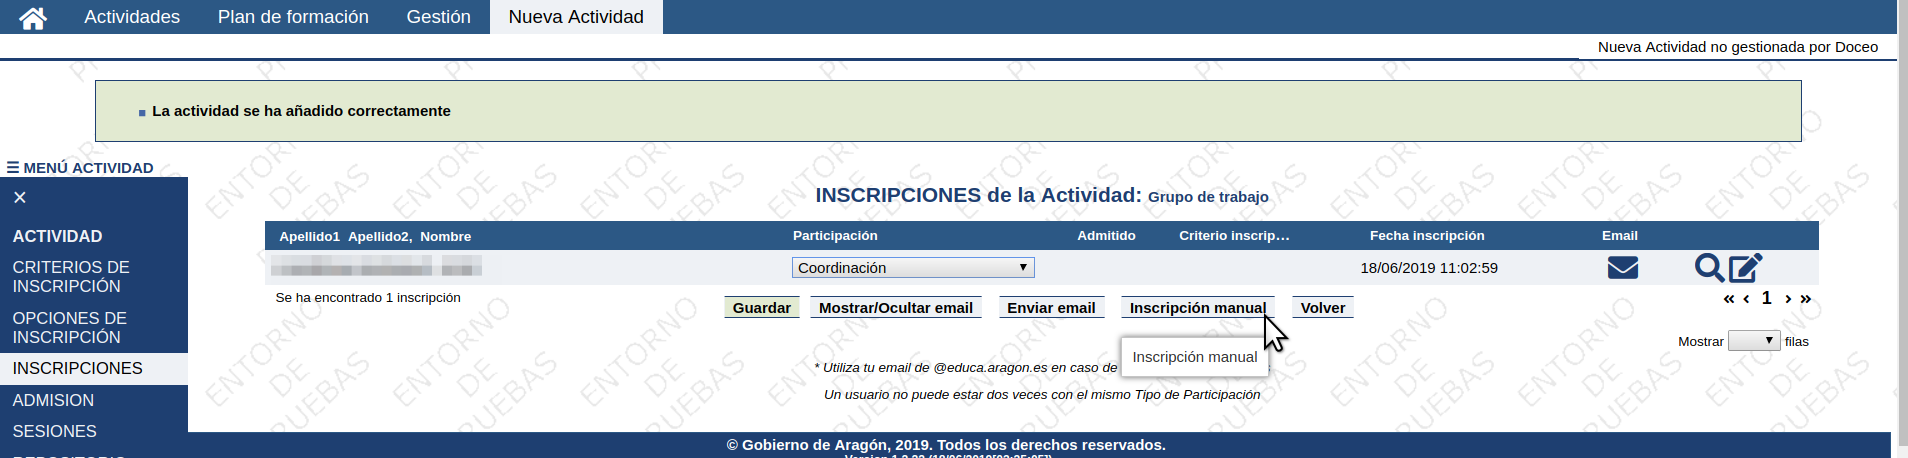 Actividades Plan de formación Gestión Nueva Actividad
Nueva Actividad no gestionada por Doceo
La actividad se ha añadido correctamente
☰ MENÚ ACTIVIDAD
×
ACTIVIDAD
CRITERIOS DE
INSCRIPCIÓN
OPCIONES DE
INSCRIPCIÓN
INSCRIPCIONES
ADMISION
SESIONES
INSCRIPCIONES de la Actividad: Grupo de trabajo
Apellido1 Apellido2, Nombre Participación Admitido Criterio inscrip... Fecha inscripción Email
Coordinación 18/06/2019 11:02:59
Se ha encontrado 1 inscripción
Guardar Mostrar/Ocultar email Enviar email Inscripción manual Volver
« ‹ 1 › »
Mostrar filas
Inscripción manual
* Utiliza tu email de @educa.aragon.es en caso de
Un usuario no puede estar dos veces con el mismo Tipo de Participación
© Gobierno de Aragón, 2019. Todos los derechos reservados.
ENTORNO
DE
PRUEBAS